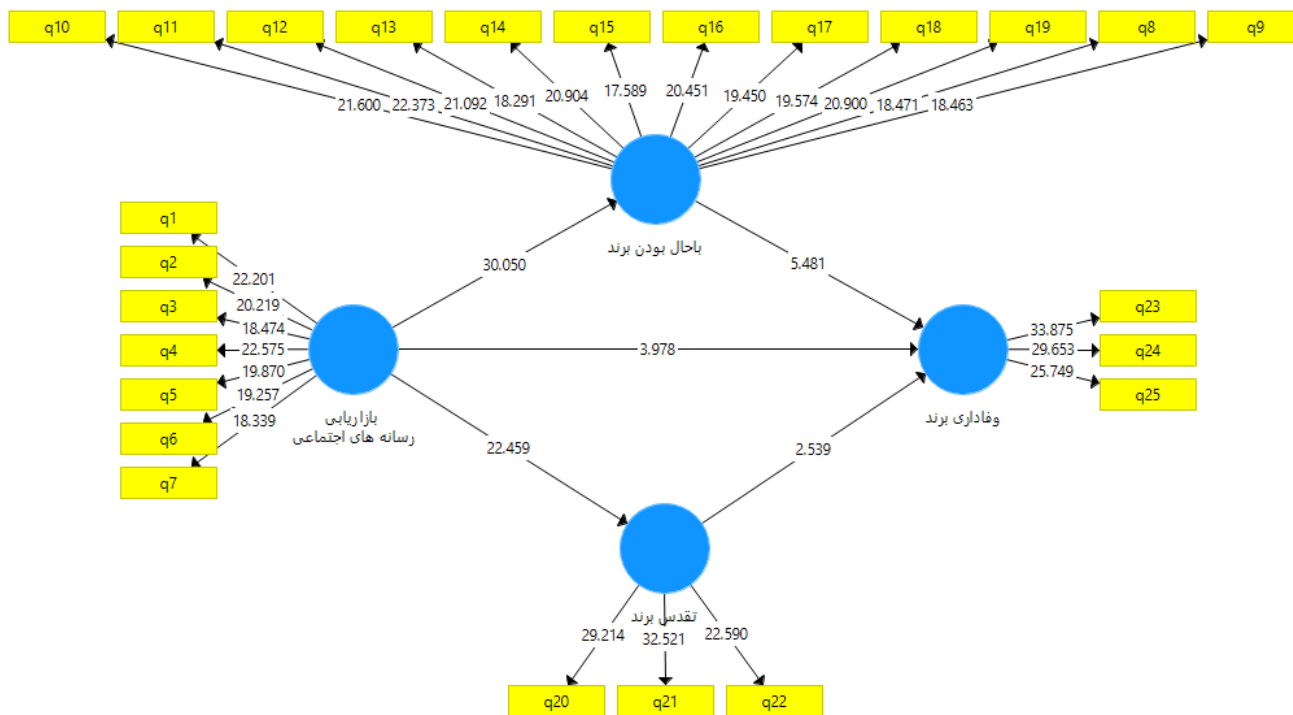 q10
q11
q12
q13
q14
q15
q16
q17
q18
q19
q8
q9
21.600
22.373
21.092
18.291
20.904
17.589
20.451
19.450
19.574
20.900
18.471
18.463
باحال بودن برند
q1
q2
q3
q4
q5
q6
q7
22.201
20.219
18.474
22.575
19.870
19.257
18.339
بازاریابی
رسانه های اجتماعی
30.050
5.481
3.978
22.459
2.539
وفاداری برند
33.875
29.653
25.749
q23
q24
q25
تقدس برند
29.214
32.521
22.590
q20
q21
q22